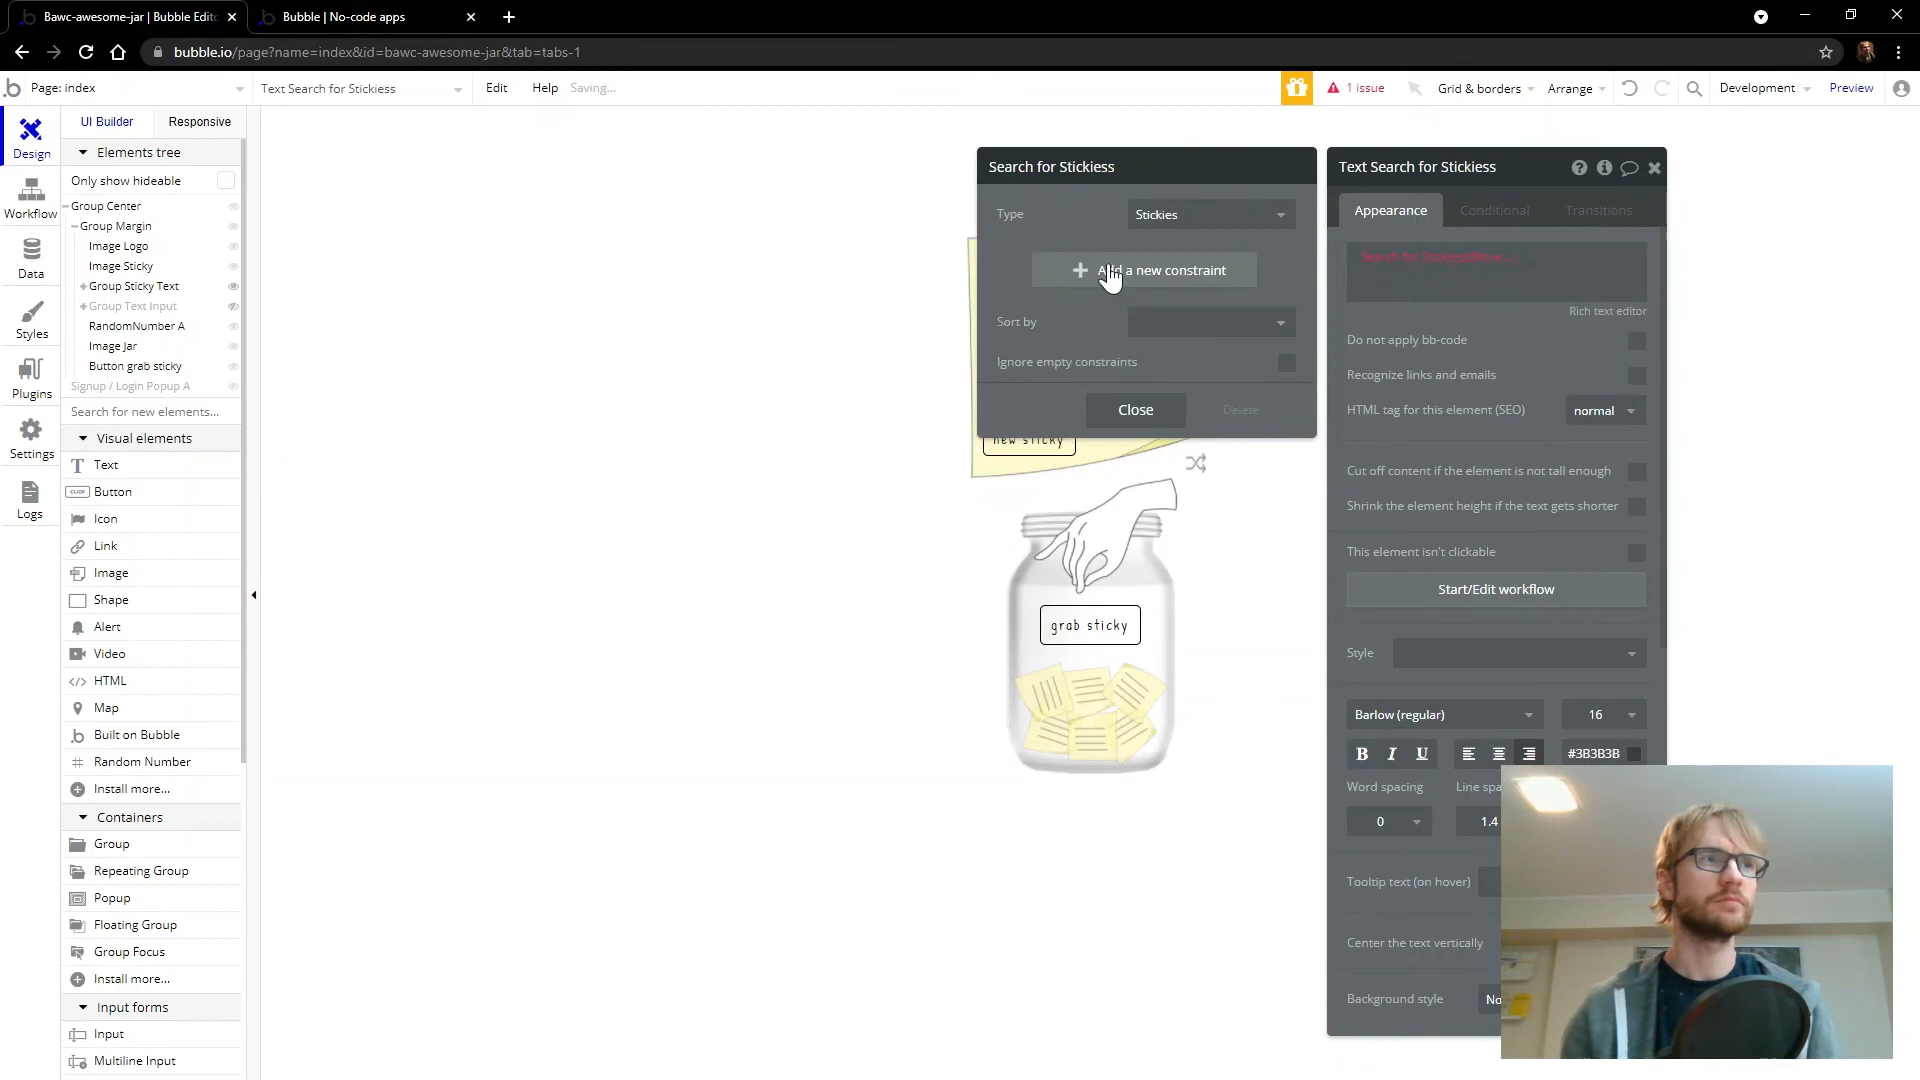 Bawc-awesome-jar | Bubble Edito
Bubble | No-code apps
bubble.io/page?name=index&id=bawc-awesome-jar&tab=tabs-1
Page: index
Text Search for Stickiess
Edit
Help
Saving...
1 issue
Grid & borders
Arrange
Development
Preview
Design
Workflow
Data
Styles
Plugins
Settings
Logs
UI Builder
Responsive
Elements tree
Only show hideable
Group Center
Group Margin
Image Logo
Image Sticky
Group Sticky Text
Group Text Input
RandomNumber A
Image Jar
Button grab sticky
Signup / Login Popup A
Search for new elements...
Visual elements
Text
CLICK
Button
Icon
Link
Image
Shape
Alert
Video
HTML
Map
Built on Bubble
Random Number
Install more...
Containers
Group
Repeating Group
Popup
Floating Group
Group Focus
Install more...
Input forms
Input
Multiline Input
Search for Stickiess
Type
Stickies
Add a new constraint
Sort by
Ignore empty constraints
Close
Delete
new sticky
grab sticky
Text Search for Stickiess
Appearance
Conditional
Transitions
Search for Stickiess(More...)
Rich text editor
Do not apply bb-code
Recognize links and emails
HTML tag for this element (SEO)
normal
Cut off content if the element is not tall enough
Shrink the element height if the text gets shorter
This element isn't clickable
Start/Edit workflow
Style
Barlow (regular)
16
B I U
#3B3B3B
Word spacing
Line spa
0
1.4
Tooltip text (on hover)
Center the text vertically
Background style
No